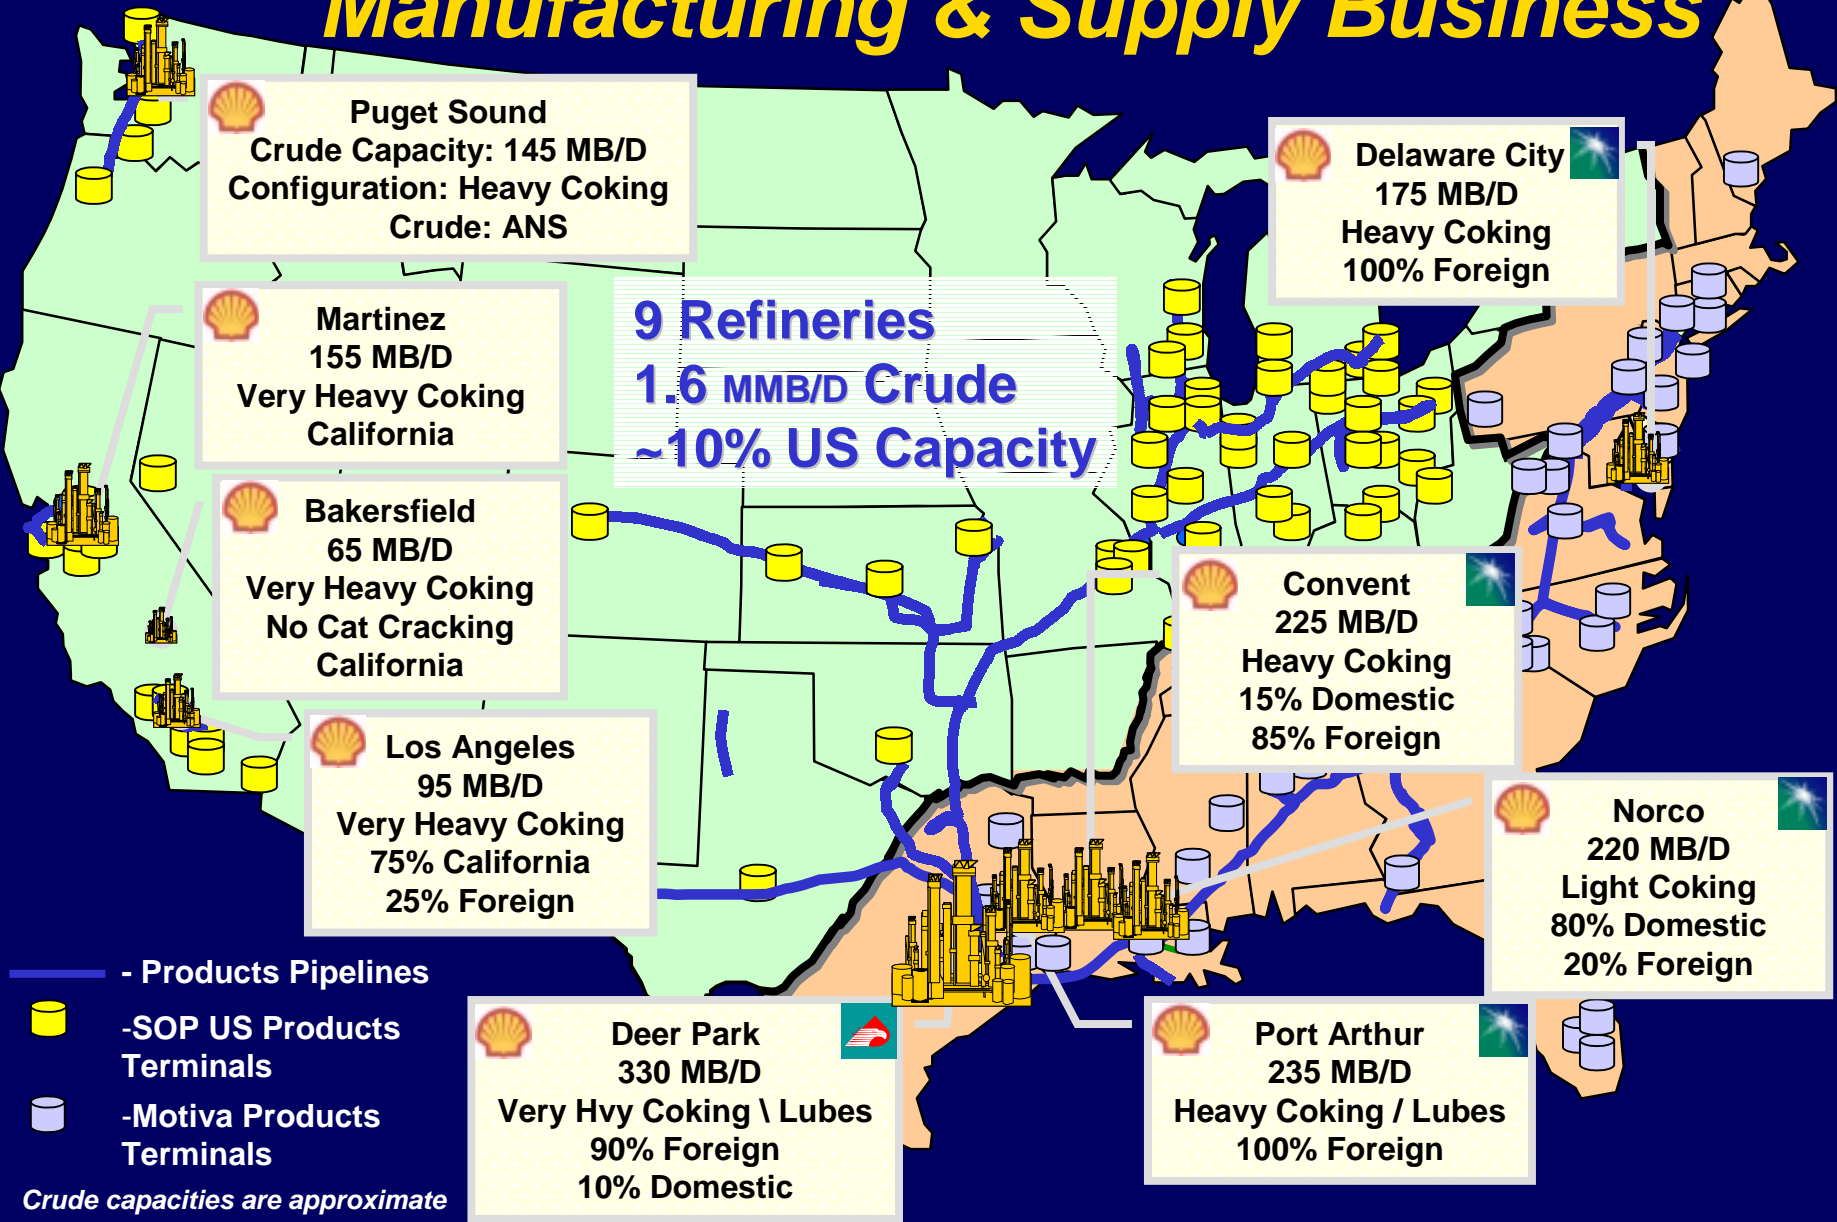 Manufacturing & Supply Business
Puget Sound
Crude Capacity: 145 MB/D
Configuration: Heavy Coking
Crude: ANS
Delaware City
175 MB/D
Heavy Coking
100% Foreign
Martinez
155 MB/D
Very Heavy Coking
California
9 Refineries
1.6 MMB/D Crude
~10% US Capacity
Bakersfield
65 MB/D
Very Heavy Coking
No Cat Cracking
California
Convent
225 MB/D
Heavy Coking
15% Domestic
85% Foreign
Los Angeles
95 MB/D
Very Heavy Coking
75% California
25% Foreign
Norco
220 MB/D
Light Coking
80% Domestic
20% Foreign
- Products Pipelines
-SOP US Products
Terminals
-Motiva Products
Terminals
Crude capacities are approximate
Deer Park
330 MB/D
Very Hvy Coking \ Lubes
90% Foreign
10% Domestic
Port Arthur
235 MB/D
Heavy Coking / Lubes
100% Foreign